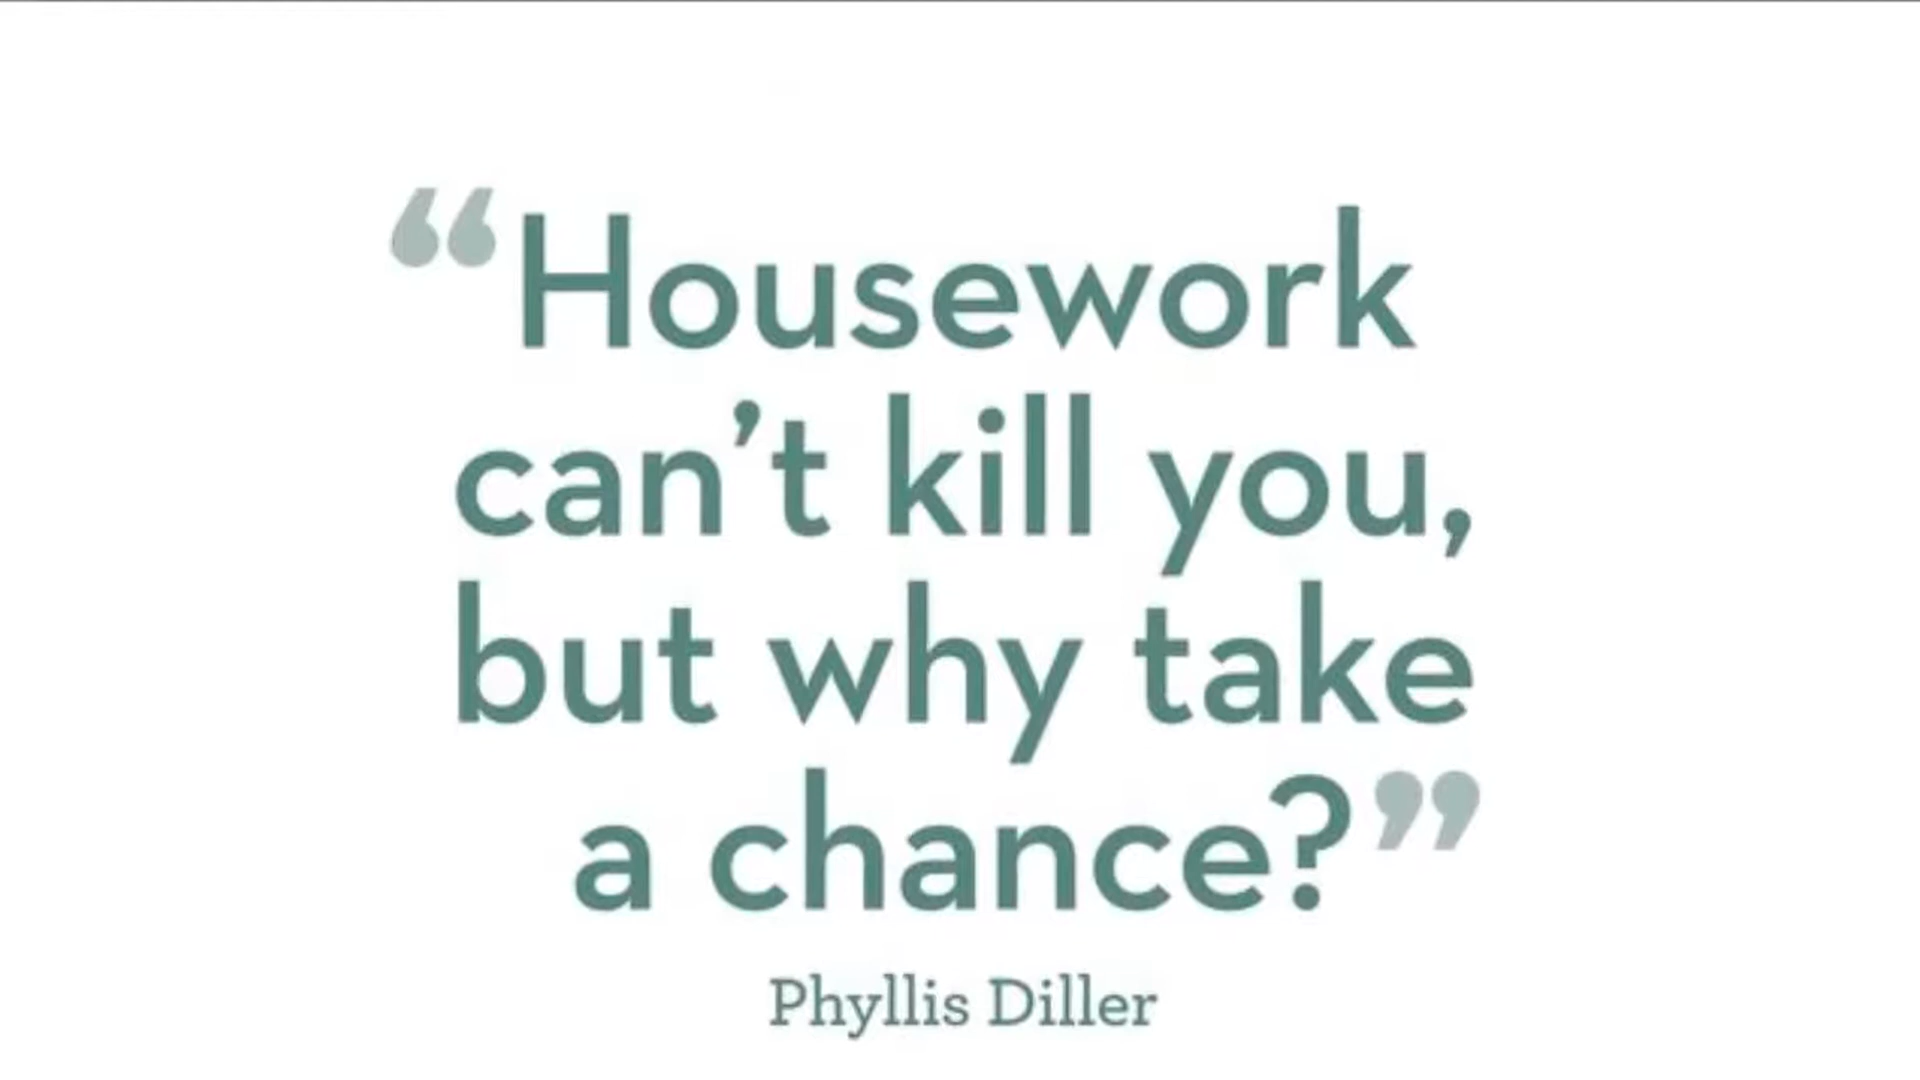 “Housework
can’t kill you,
but why take
a chance?”
Phyllis Diller